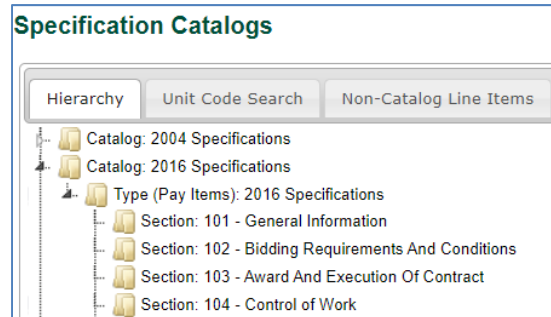 Specification Catalogs
Hierarchy Unit Code Search Non-Catalog Line Items
Catalog: 2004 Specifications
Catalog: 2016 Specifications
Type (Pay Items): 2016 Specifications
Section: 101 - General Information
Section: 102 - Bidding Requirements And Conditions
Section: 103 - Award And Execution Of Contract
Section: 104 - Control of Work